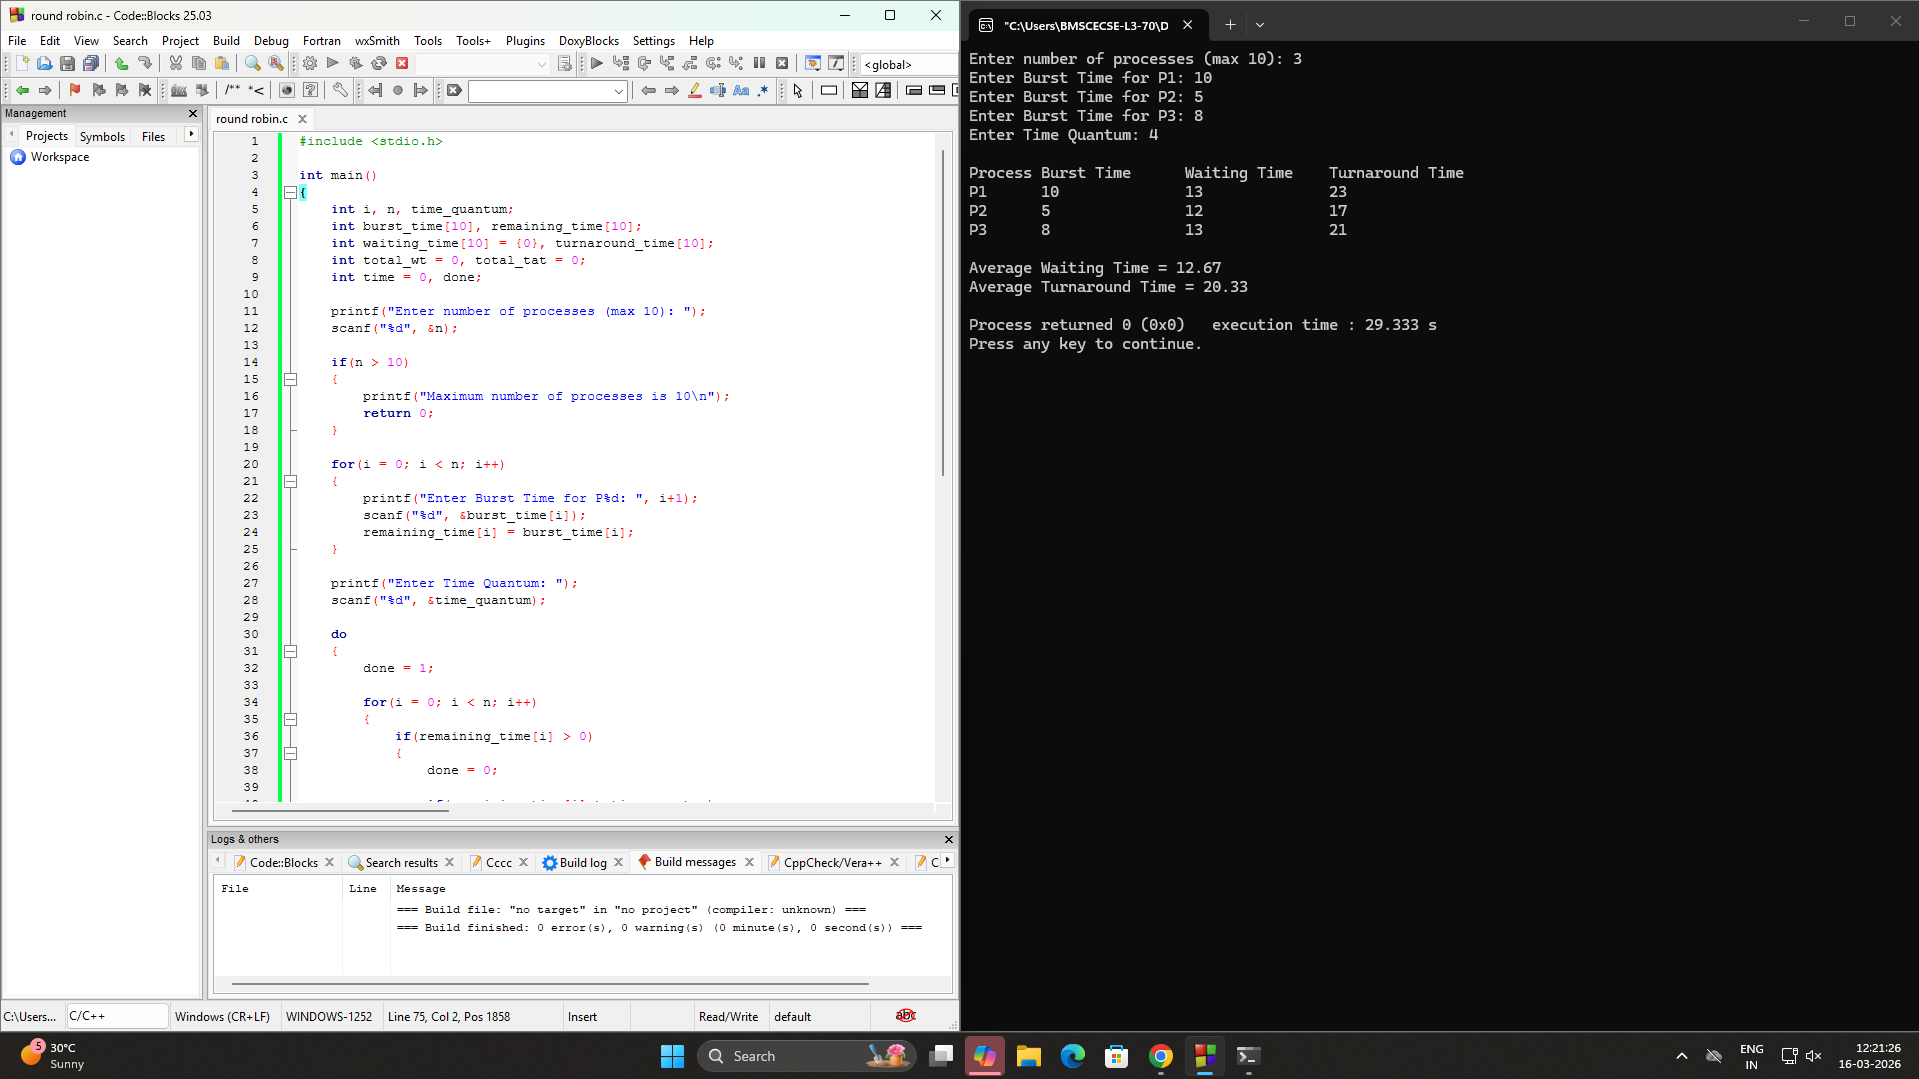 round robin.c - Code::Blocks 25.03
File Edit View Search Project Build Debug Fortran wxSmith Tools Tools+ Plugins DoxyBlocks Settings Help
<global>
/** *<
Aa .*
Management
Projects Symbols Files
Workspace
round robin.c
1 #include <stdio.h>
2
3 int main()
4 {
5 int i, n, time_quantum;
6 int burst_time[10], remaining_time[10];
7 int waiting_time[10] = {0}, turnaround_time[10];
8 int total_wt = 0, total_tat = 0;
9 int time = 0, done;
10
11 printf("Enter number of processes (max 10): ");
12 scanf("%d", &n);
13
14 if(n > 10)
15 {
16 printf("Maximum number of processes is 10\n");
17 return 0;
18 }
19
20 for(i = 0; i < n; i++)
21 {
22 printf("Enter Burst Time for P%d: ", i+1);
23 scanf("%d", &burst_time[i]);
24 remaining_time[i] = burst_time[i];
25 }
26
27 printf("Enter Time Quantum: ");
28 scanf("%d", &time_quantum);
29
30 do
31 {
32 done = 1;
33
34 for(i = 0; i < n; i++)
35 {
36 if(remaining_time[i] > 0)
37 {
38 done = 0;
39
Logs & others
Code::Blocks Search results Cccc Build log Build messages CppCheck/Vera++ C
File Line Message
=== Build file: "no target" in "no project" (compiler: unknown) ===
=== Build finished: 0 error(s), 0 warning(s) (0 minute(s), 0 second(s)) ===
C:\Users... C/C++ Windows (CR+LF) WINDOWS-1252 Line 75, Col 2, Pos 1858 Insert Read/Write default abc
"C:\Users\BMSCECSE-L3-70\D
Enter number of processes (max 10): 3
Enter Burst Time for P1: 10
Enter Burst Time for P2: 5
Enter Burst Time for P3: 8
Enter Time Quantum: 4
Process Burst Time Waiting Time Turnaround Time
P1 10 13 23
P2 5 12 17
P3 8 13 21
Average Waiting Time = 12.67
Average Turnaround Time = 20.33
Process returned 0 (0x0) execution time : 29.333 s
Press any key to continue.
5
30°C
Sunny
Search
ENG
IN
12:21:26
16-03-2026